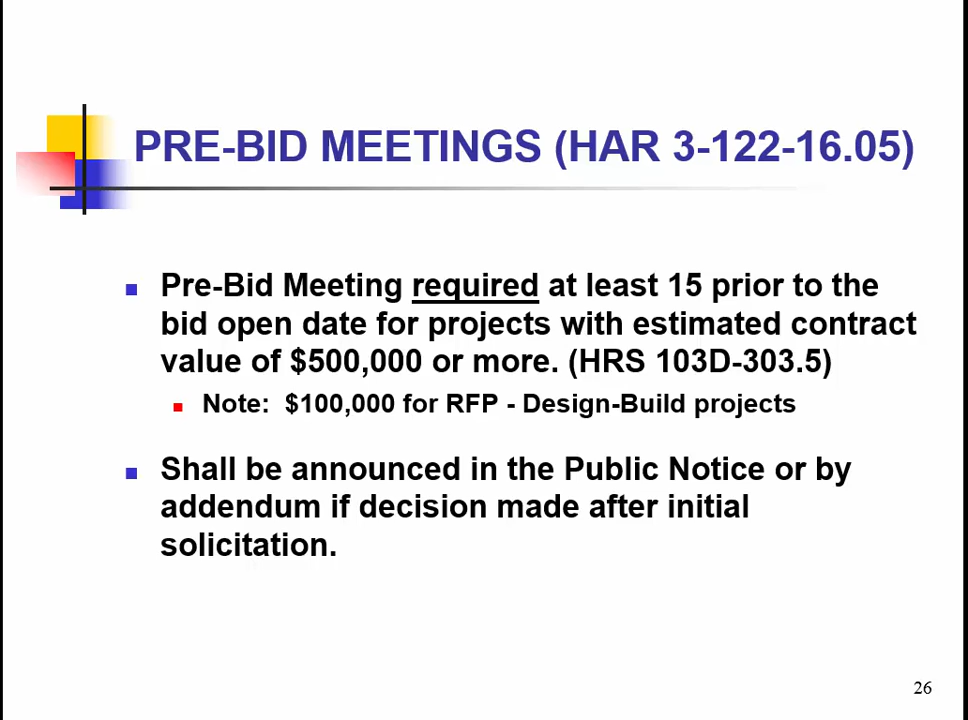 PRE-BID MEETINGS (HAR 3-122-16.05)
Pre-Bid Meeting required at least 15 prior to the
bid open date for projects with estimated contract
value of $500,000 or more. (HRS 103D-303.5)
Note: $100,000 for RFP - Design-Build projects
Shall be announced in the Public Notice or by
addendum if decision made after initial
solicitation.
26